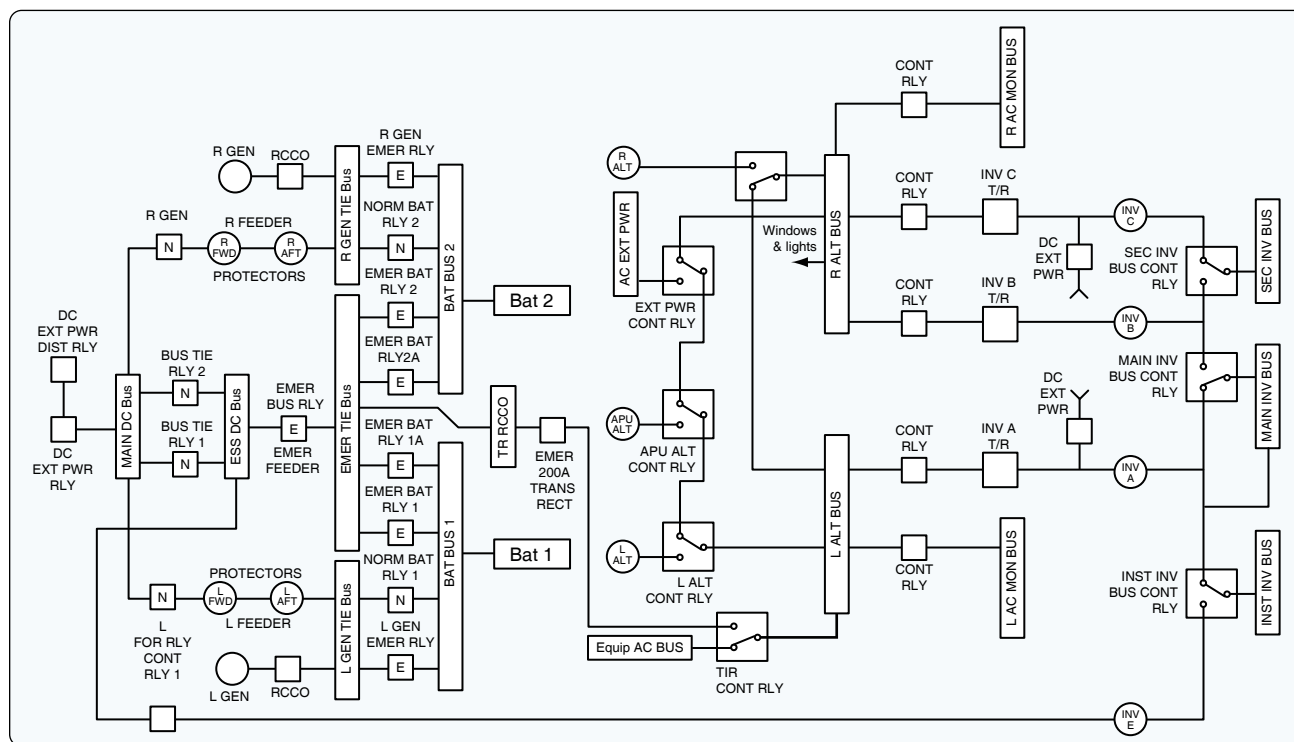 CONT
RLY
R AC MON BUS
R GEN
RCCO
R GEN
EMER RLY
E
R GEN TIE Bus
NORM BAT
RLY 2
N
R GEN
N
R FEEDER
R
FWD
R
AFT
PROTECTORS
EMER BAT
RLY 2
E
BAT BUS 2
Bat 2
EMER BAT
RLY2A
E
DC
EXT PWR
DIST RLY
DC
EXT PWR
RLY
MAIN DC Bus
BUS TIE
RLY 2
N
BUS TIE
RLY 1
N
ESS DC Bus
EMER
BUS RLY
E
EMER
FEEDER
EMER TIE Bus
EMER BAT
RLY 1A
E
EMER BAT
RLY 1
E
BAT BUS 1
Bat 1
TR RCCO
EMER
200A
TRANS
RECT
NORM BAT
RLY 1
N
L GEN
EMER RLY
E
PROTECTORS
L
FWD
L
AFT
L FEEDER
N
L
FOR RLY
CONT
RLY 1
L GEN TIE Bus
L GEN
RCCO
R
ALT
AC EXT PWR
EXT PWR
CONT RLY
Windows
& lights
R ALT BUS
APU
ALT
APU ALT
CONT RLY
L
ALT
L ALT
CONT RLY
L ALT BUS
Equip AC BUS
TIR
CONT RLY
CONT
RLY
INV C
T/R
DC
EXT
PWR
INV
C
SEC INV
BUS CONT
RLY
SEC INV BUS
CONT
RLY
INV B
T/R
INV
B
MAIN INV
BUS CONT
RLY
MAIN INV BUS
DC
EXT
PWR
CONT
RLY
INV A
T/R
INV
A
CONT
RLY
L AC MON BUS
INST INV
BUS CONT
RLY
INST INV BUS
INV
E